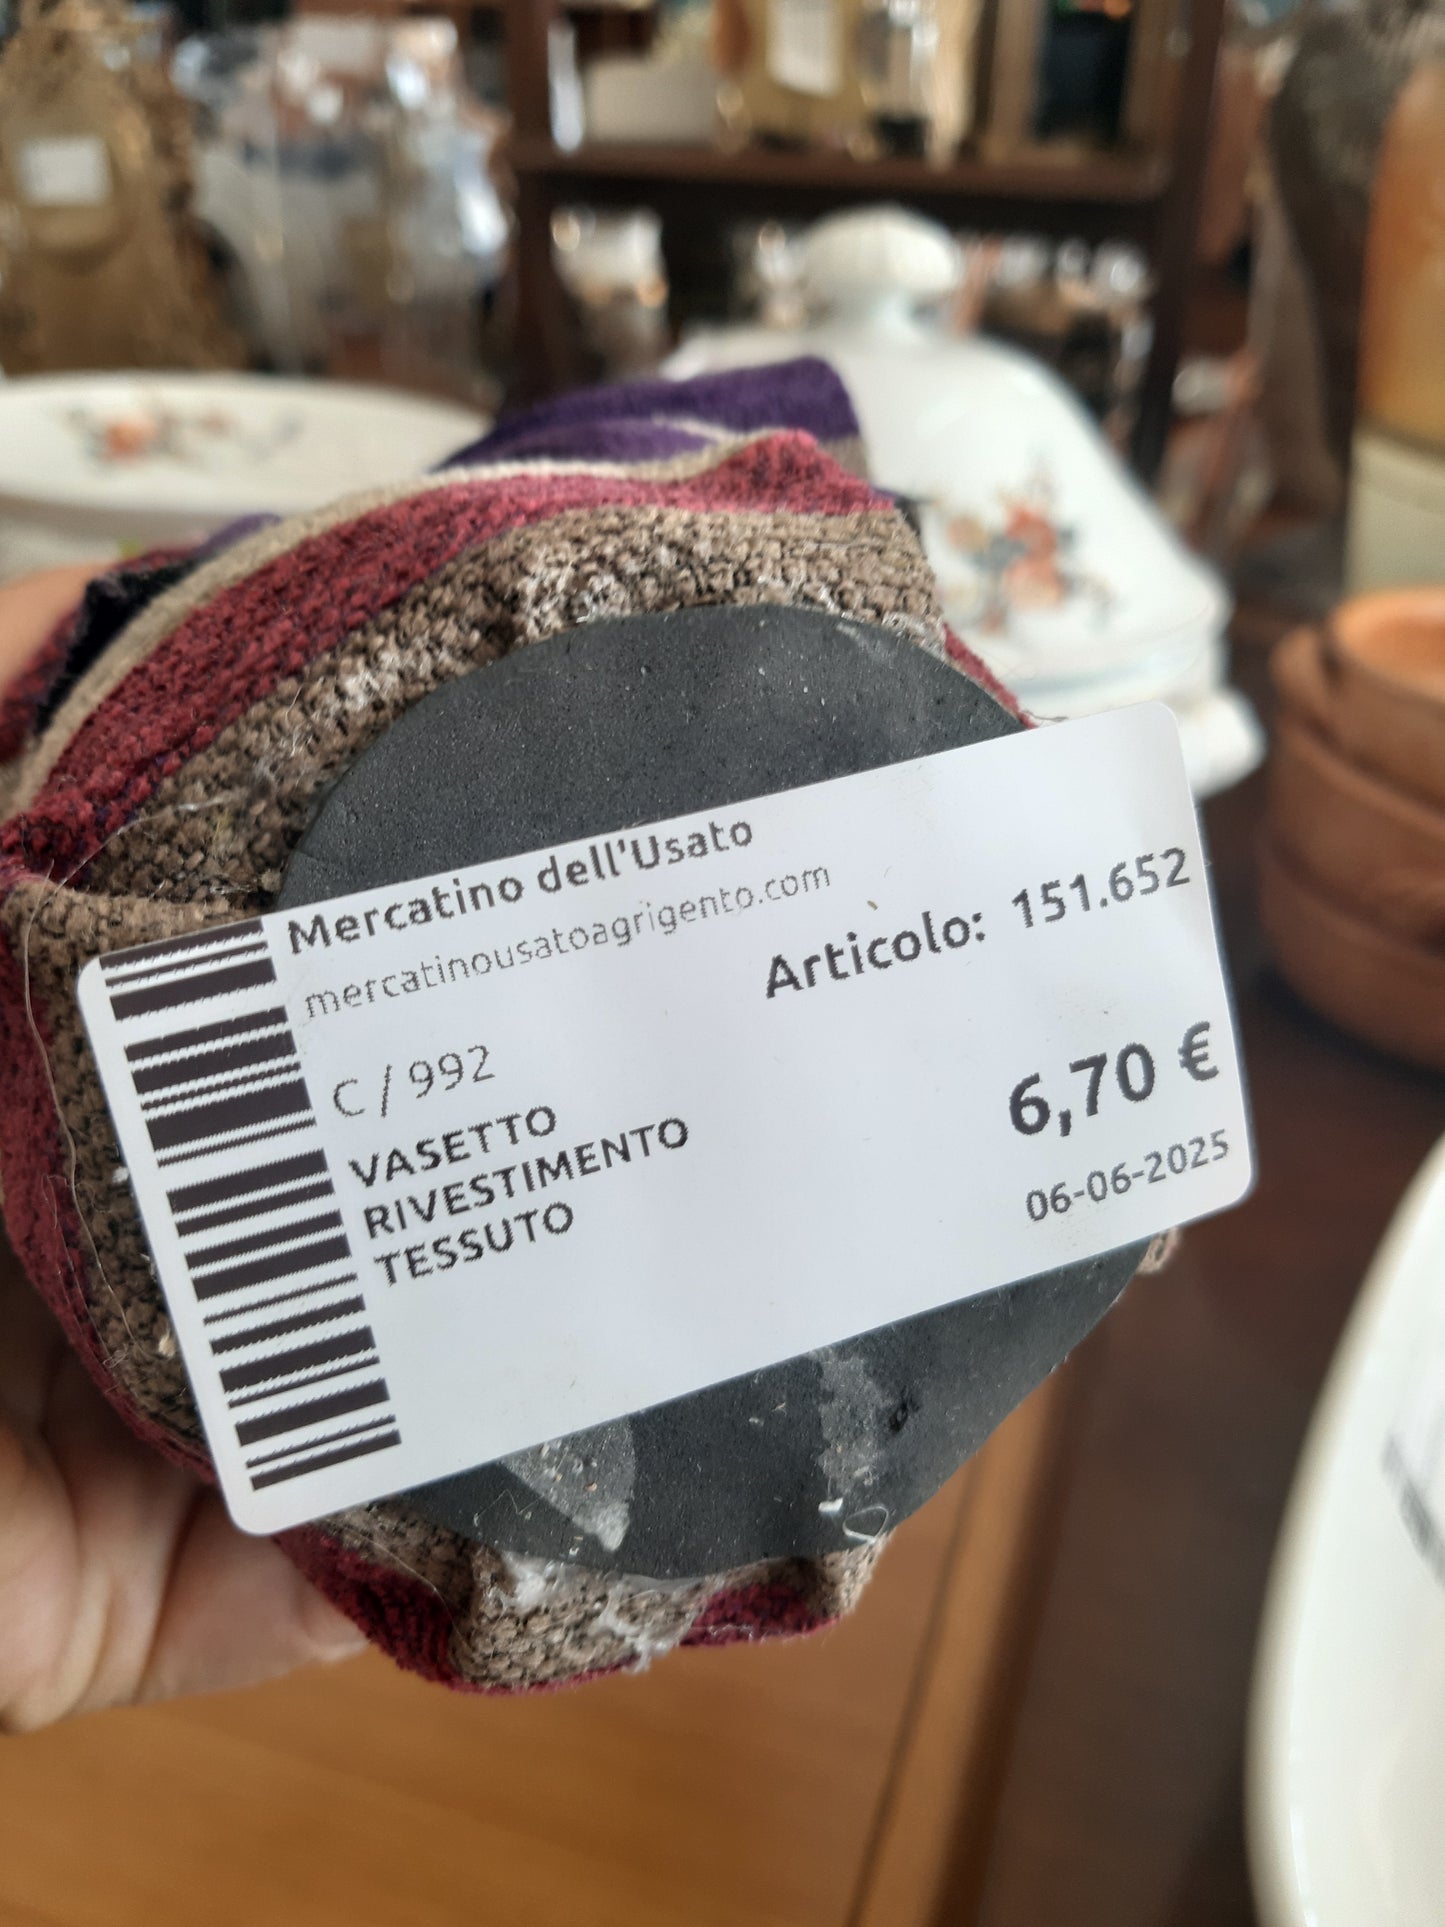 Mercatino dell'Usato
mercatinousatoagrigento.com
Articolo: 151.652
C / 992
VASETTO
RIVESTIMENTO
TESSUTO
6,70 €
06-06-2025